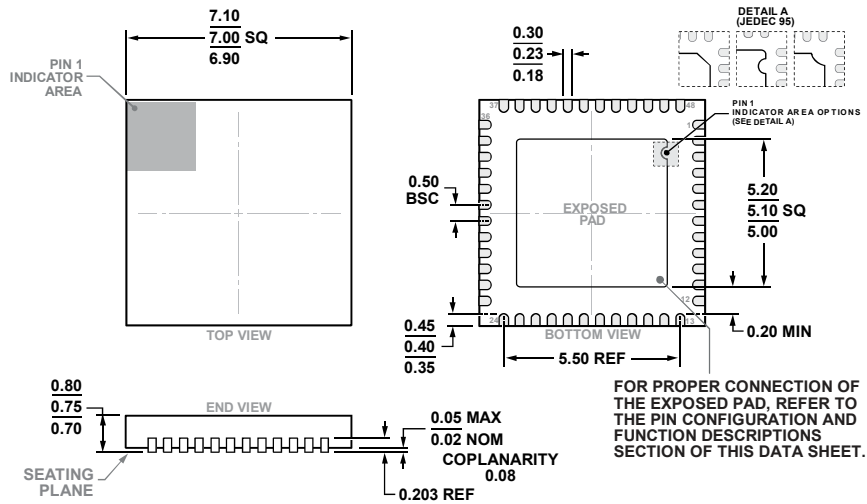 7.10
7.00 SQ
6.90
PIN 1
INDICATOR
AREA
TOP VIEW
0.30
0.23
0.18
DETAIL A
(JEDEC 95)
37
48
36
1
PIN 1
INDICATOR AREA OPTIONS
(SEE DETAIL A)
0.50
BSC
EXPOSED
PAD
5.20
5.10 SQ
5.00
0.45
0.40
0.35
24
13
12
BOTTOM VIEW
5.50 REF
0.20 MIN
0.80
0.75
0.70
END VIEW
SEATING
PLANE
0.05 MAX
0.02 NOM
COPLANARITY
0.08
0.203 REF
FOR PROPER CONNECTION OF
THE EXPOSED PAD, REFER TO
THE PIN CONFIGURATION AND
FUNCTION DESCRIPTIONS
SECTION OF THIS DATA SHEET.